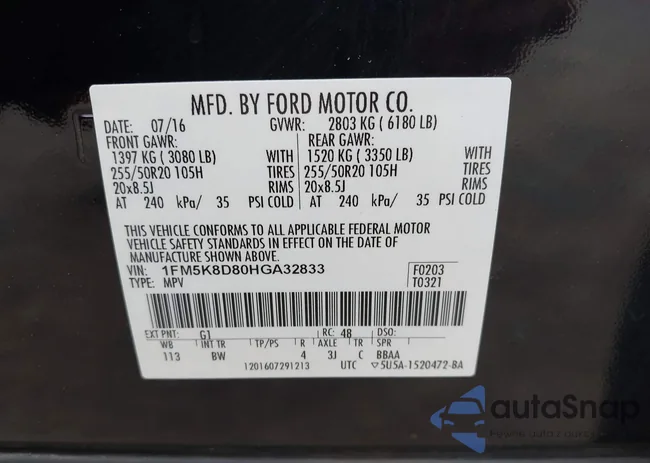 MFD. BY FORD MOTOR CO.
DATE: 07/16 GVWR: 2803 KG ( 6180 LB)
FRONT GAWR: REAR GAWR:
1397 KG ( 3080 LB) WITH 1520 KG ( 3350 LB) WITH
255/50R20 105H TIRES 255/50R20 105H TIRES
20x8.5J RIMS 20x8.5J RIMS
AT 240 kPa/ 35 PSI COLD AT 240 kPa/ 35 PSI COLD
THIS VEHICLE CONFORMS TO ALL APPLICABLE FEDERAL MOTOR
VEHICLE SAFETY STANDARDS IN EFFECT ON THE DATE OF
MANUFACTURE SHOWN ABOVE.
VIN: 1FM5K8D80HGA32833 F0203
TYPE: MPV T0321
EXT PNT: G1 RC: 48 DSO:
WB INT TR TP/PS R AXLE TR SPR
113 BW 4 3J C BBAA
1201607291213 UTC ▽5U5A-1520472-BA
autoSnap